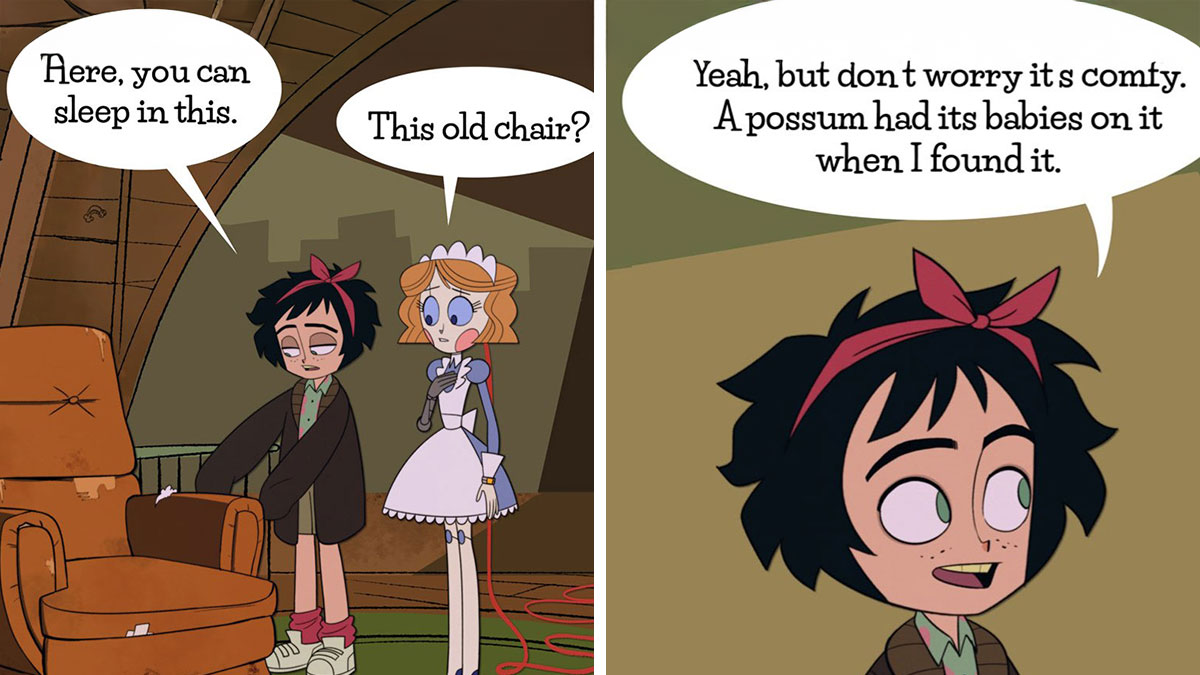 Here, you can
sleep in this.
This old chair?
Yeah, but don t worry it s comfy.
A possum had its babies on it
when I found it.